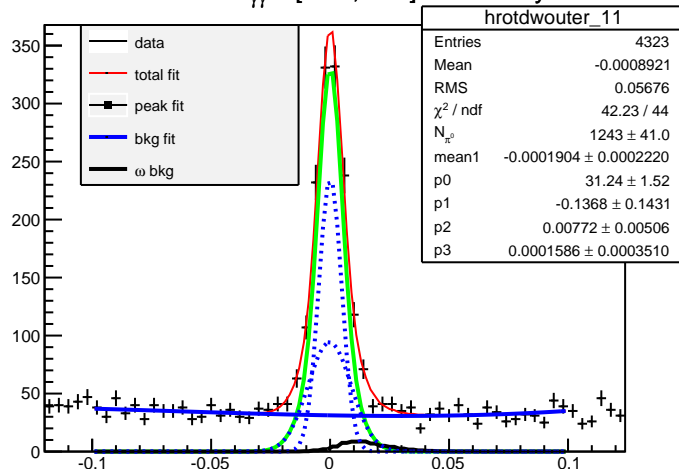 hrotdwouter_11
Entries 4323
Mean -0.0008921
RMS 0.05676
χ² / ndf 42.23 / 44
N_π⁰ 1243 ± 41.0
mean1 -0.0001904 ± 0.0002220
p0 31.24 ± 1.52
p1 -0.1368 ± 0.1431
p2 0.00772 ± 0.00506
p3 0.0001586 ± 0.0003510
data
total fit
peak fit
bkg fit
ω bkg
350
300
250
200
150
100
50
0
-0.1 -0.05 0 0.05 0.1